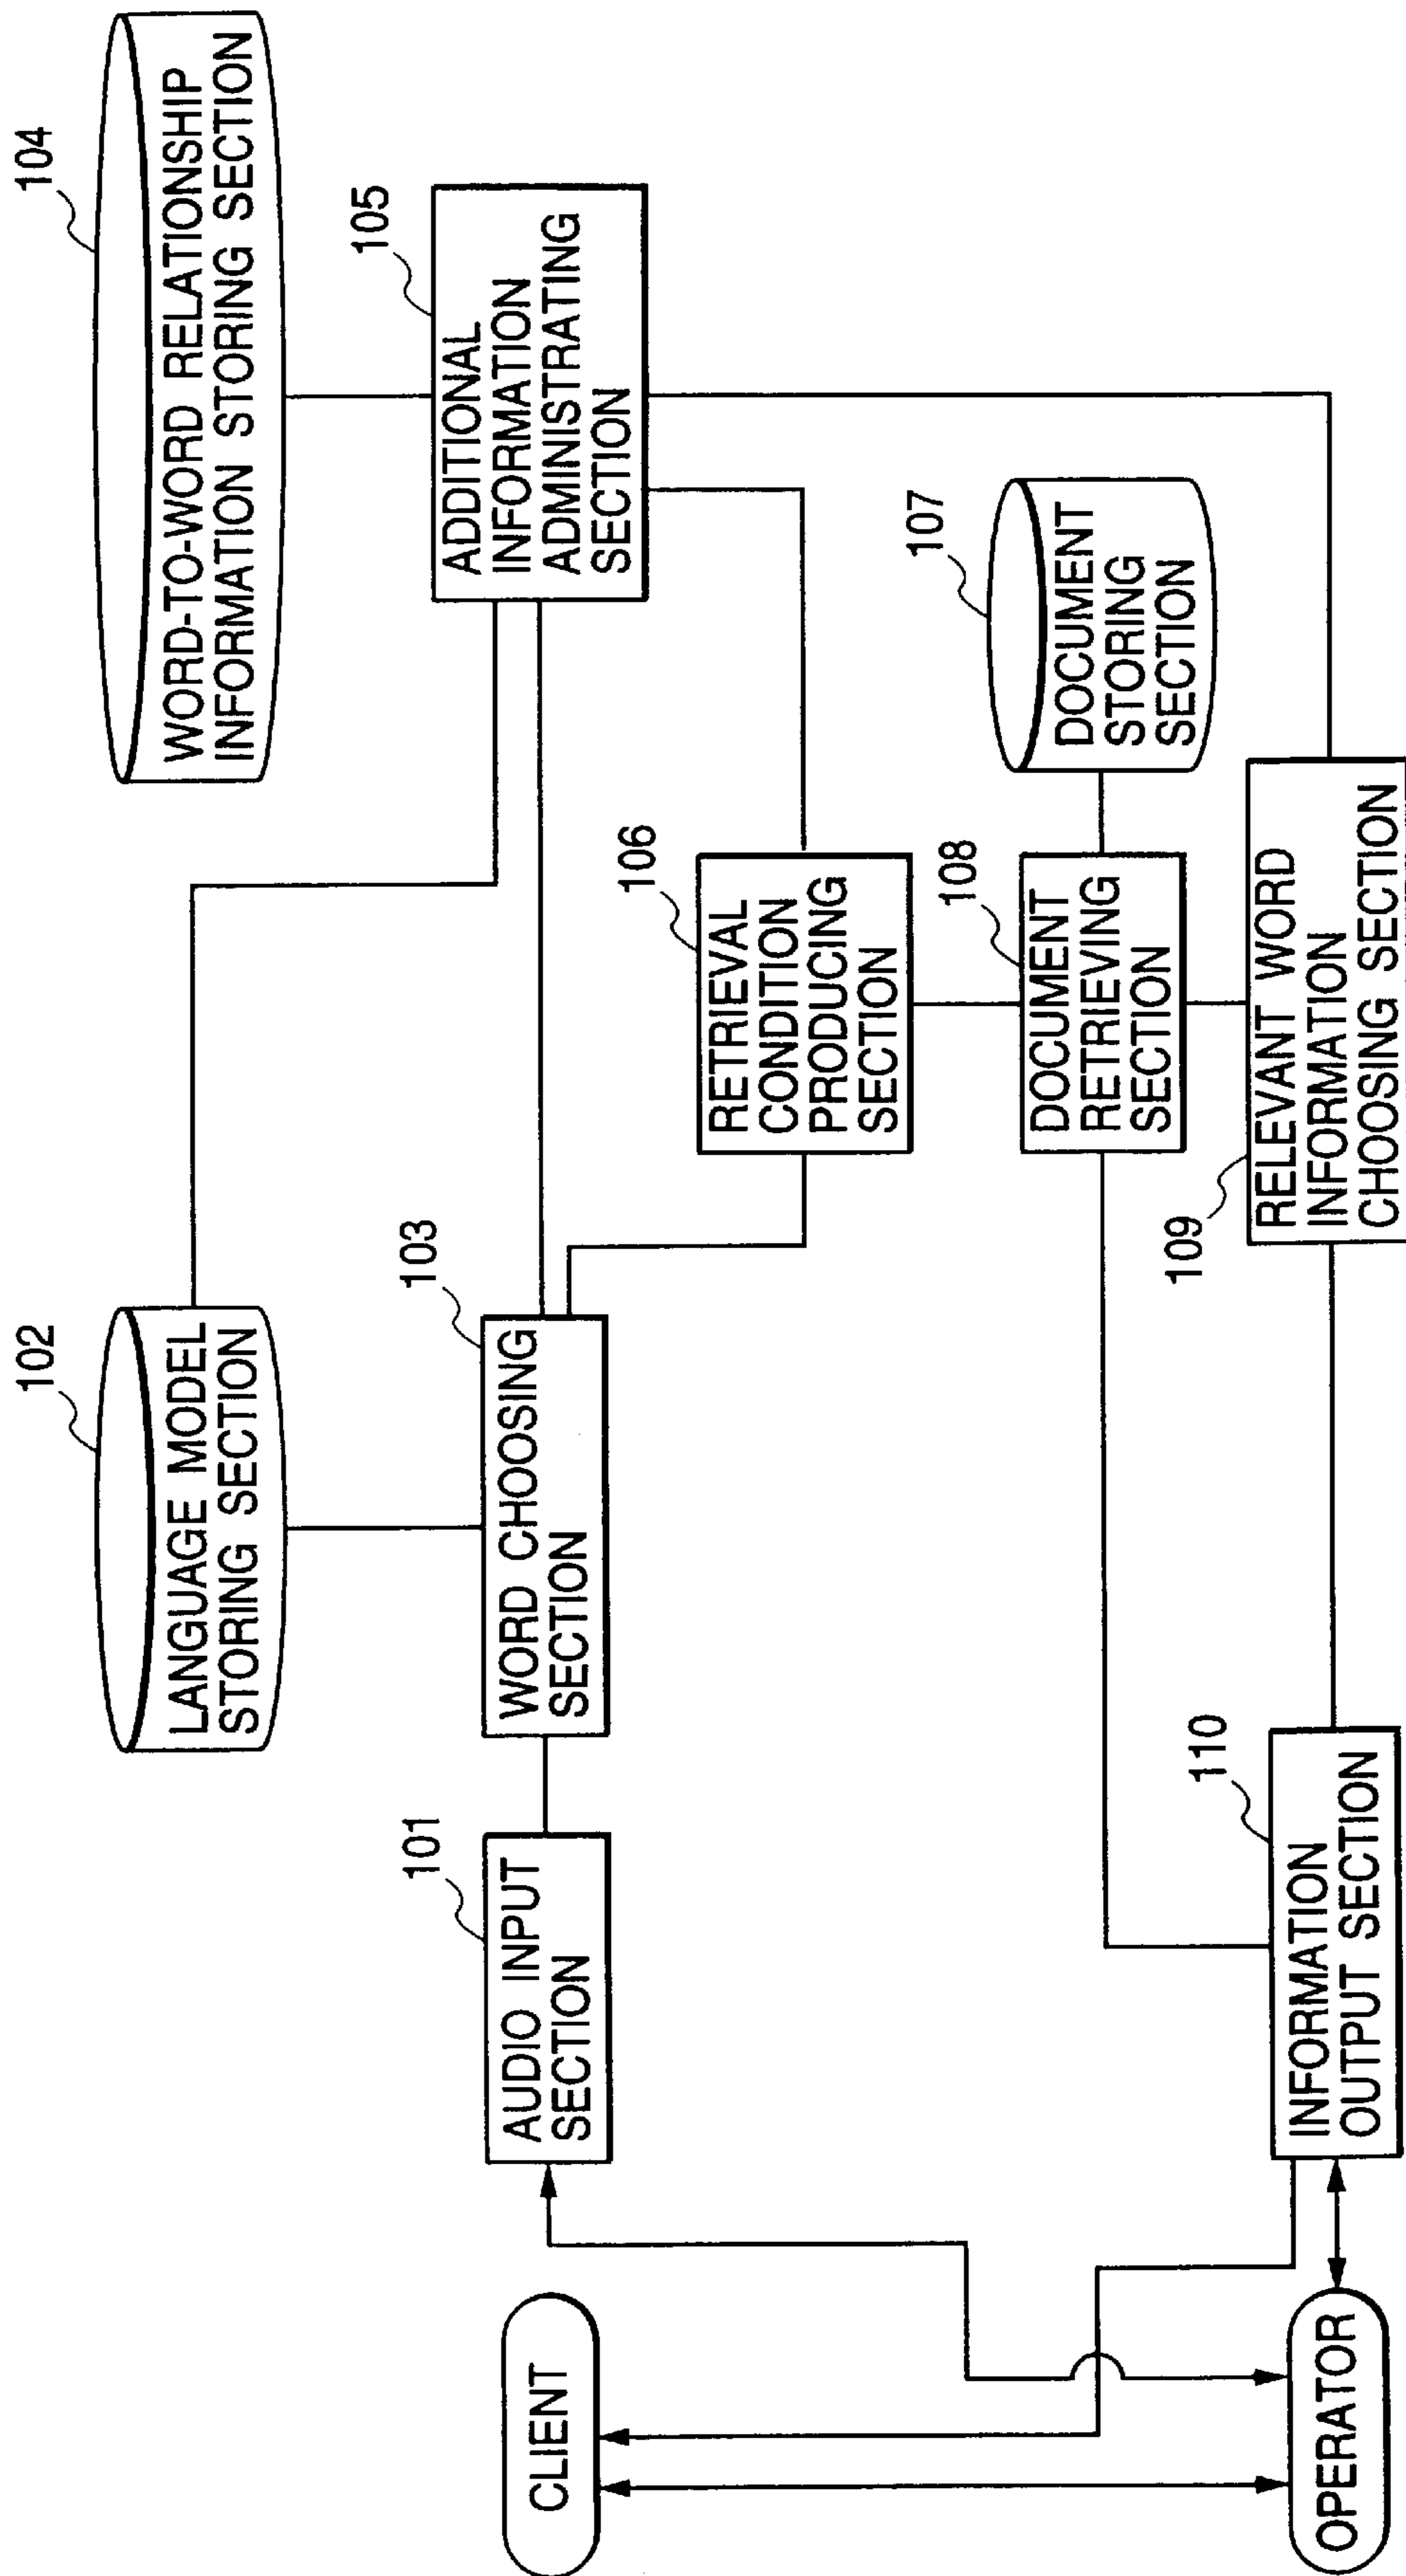 104
WORD-TO-WORD RELATIONSHIP
INFORMATION STORING SECTION
102
LANGUAGE MODEL
STORING SECTION
105
ADDITIONAL
INFORMATION
ADMINISTRATING
SECTION
103
WORD CHOOSING
SECTION
101
AUDIO INPUT
SECTION
CLIENT
106
RETRIEVAL
CONDITION
PRODUCING
SECTION
107
DOCUMENT
STORING
SECTION
108
DOCUMENT
RETRIEVING
SECTION
109
RELEVANT WORD
INFORMATION
CHOOSING SECTION
110
INFORMATION
OUTPUT SECTION
OPERATOR